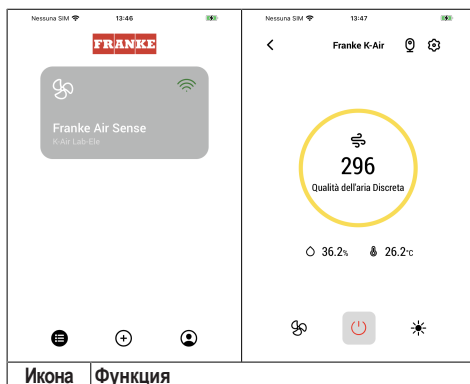 Nessuna SIM 13:46
FRANKE
Franke Air Sense
K-Air Lab-Ele
Nessuna SIM 13:47
Franke K-Air
296
Qualità dell'aria Discreta
36.2% 26.2°C
Икона Функция